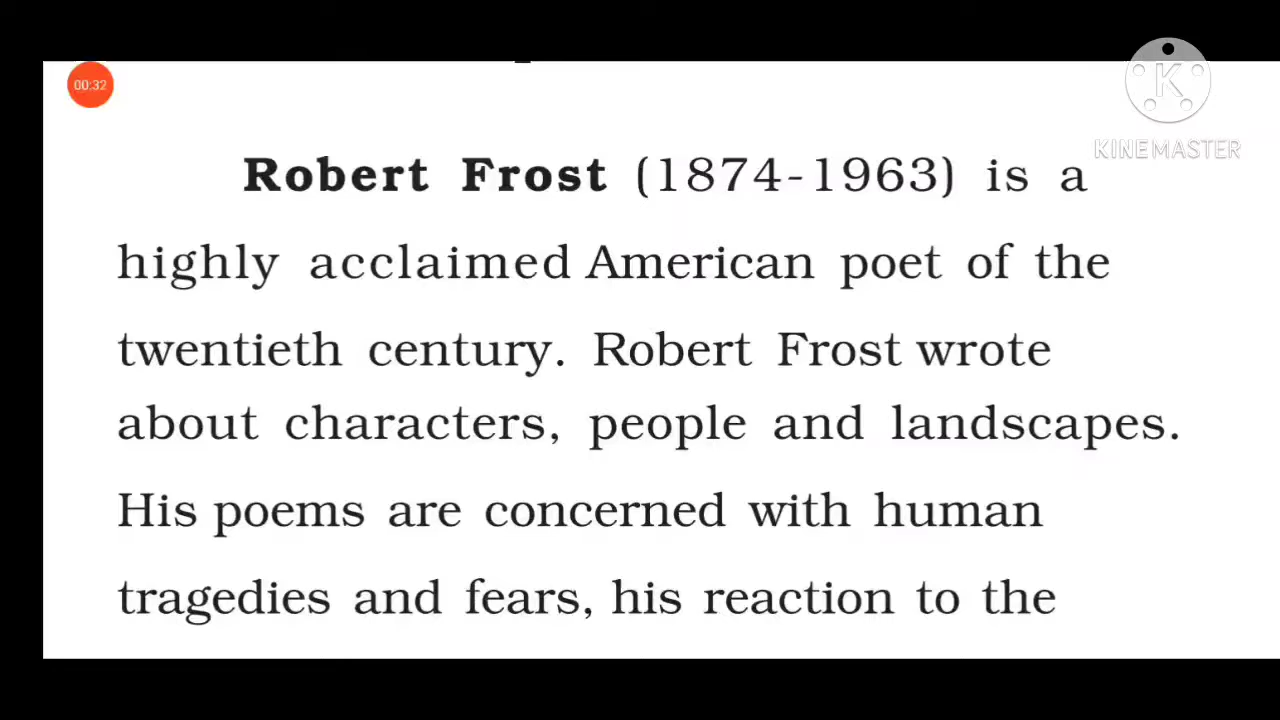 00:32
K
KINEMASTER
Robert Frost (1874-1963) is a
highly acclaimed American poet of the
twentieth century. Robert Frost wrote
about characters, people and landscapes.
His poems are concerned with human
tragedies and fears, his reaction to the